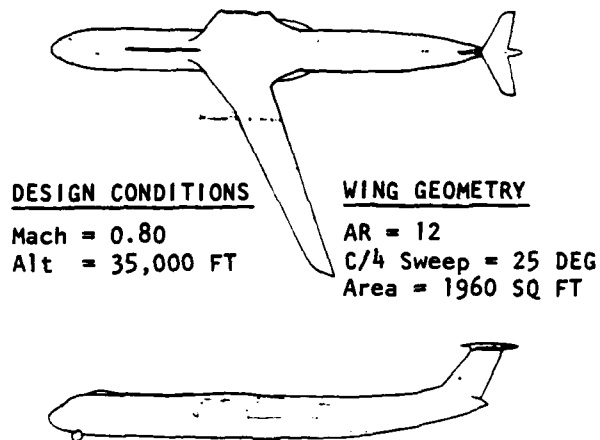 DESIGN CONDITIONS
Mach = 0.80
Alt = 35,000 FT
WING GEOMETRY
AR = 12
C/4 Sweep = 25 DEG
Area = 1960 SQ FT